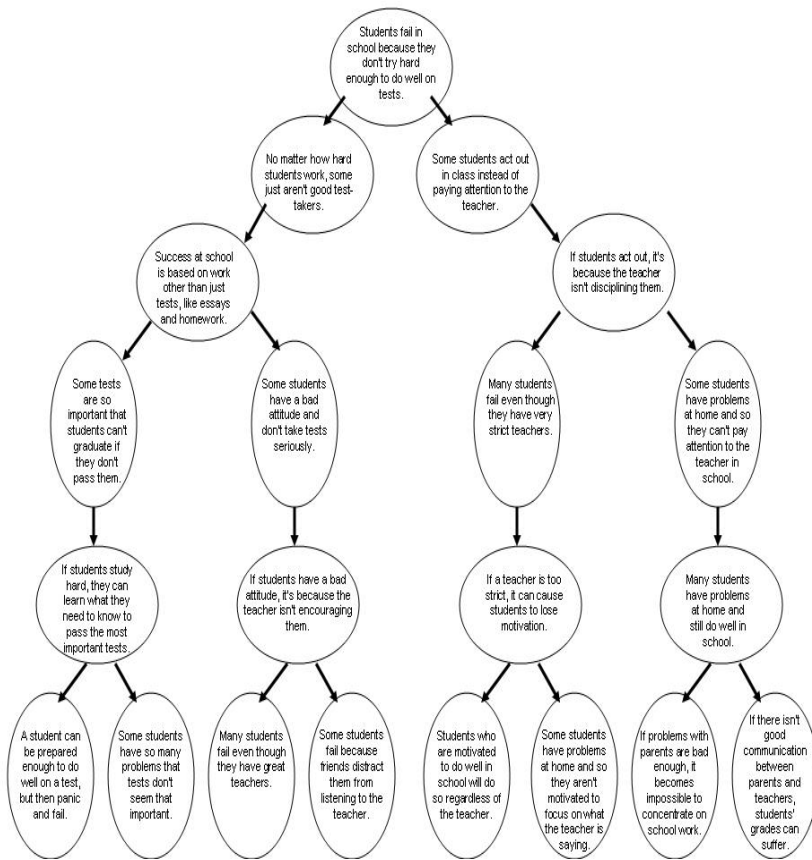 Students fail in
school because they
don't try hard
enough to do well on
tests.
No matter how hard
students work, some
just aren't good test-
takers.
Some students act out
in class instead of
paying attention to the
teacher.
Success at school
is based on work
other than just
tests, like essays
and homework.
If students act out, it's
because the teacher
isn't disciplining them.
Some tests
are so
important that
students can't
graduate if
they don't
pass them.
Some students
have a bad
attitude and
don't take tests
seriously.
Many students
fail even though
they have very
strict teachers.
Some students
have problems
at home and so
they can't pay
attention to the
teacher in
school.
If students study
hard, they can
learn what they
need to know to
pass the most
important tests.
If students have a bad
attitude, it's because the
teacher isn't encouraging
them.
If a teacher is too
strict, it can cause
students to lose
motivation.
Many students
have problems
at home and
still do well in
school.
A student can
be prepared
enough to do
well on a test,
but then panic
and fail.
Some students
have so many
problems that
tests don't
seem that
important.
Many students
fail even though
they have great
teachers.
Some students
fail because
friends distract
them from
listening to the
teacher.
Students who
are motivated
to do well in
school will do
so regardless of
the teacher.
Some students
have problems
at home and so
they aren't
motivated to
focus on what
the teacher is
saying.
If problems with
parents are bad
enough, it
becomes
impossible to
concentrate on
school work.
If there isn't
good
communication
between
parents and
teachers,
students'
grades can
suffer.